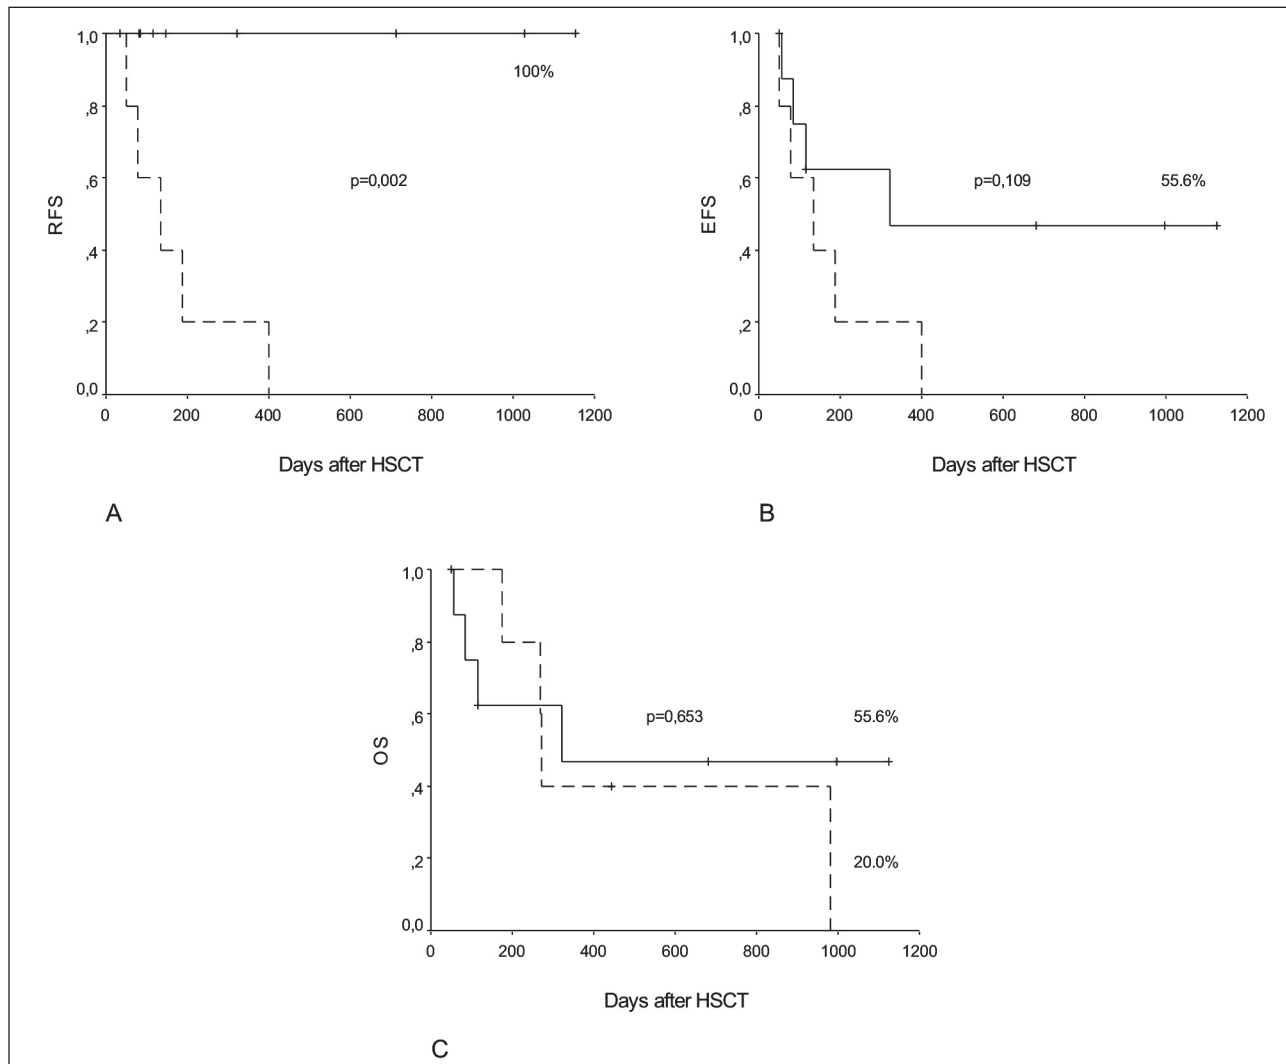 1,0
100%
,8
p=0,002
,6
RFS
,4
,2
0,0
0 200 400 600 800 1000 1200
Days after HSCT
A
1,0
,8
,6
p=0,109 55.6%
EFS
,4
,2
0,0
0 200 400 600 800 1000 1200
Days after HSCT
B
1,0
,8
,6
p=0,653 55.6%
OS
,4
,2
20.0%
0,0
0 200 400 600 800 1000 1200
Days after HSCT
C